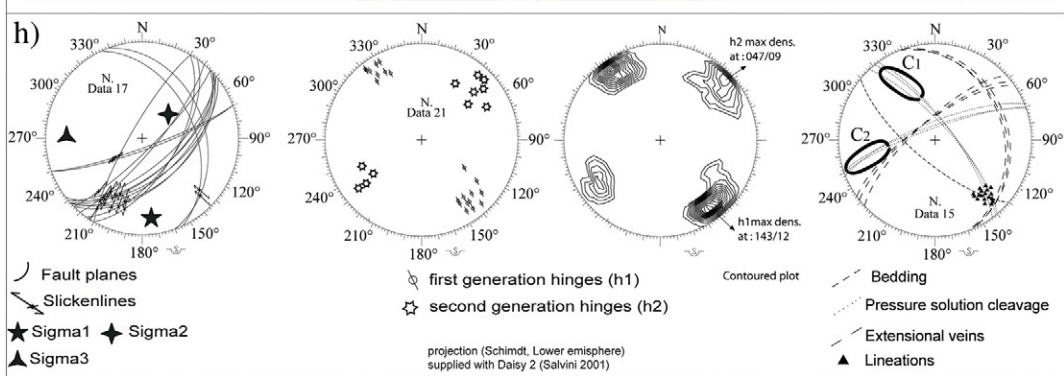 h)
N
330°
30°
300°
60°
270°
90°
240°
120°
210°
150°
180°
N.
Data 17
N
330°
30°
300°
60°
270°
90°
240°
120°
210°
150°
180°
N.
Data 21
N
h2 max dens.
at : 047/09
h1max dens.
at : 143/12
N
330°
30°
300°
60°
270°
90°
240°
120°
210°
150°
180°
C1
C2
N.
Data 15
Fault planes
Slickenlines
Sigma1
Sigma2
Sigma3
first generation hinges (h1)
second generation hinges (h2)
Contoured plot
projection (Schimdt, Lower emisphere)
supplied with Daisy 2 (Salvini 2001)
Bedding
Pressure solution cleavage
Extensional veins
Lineations